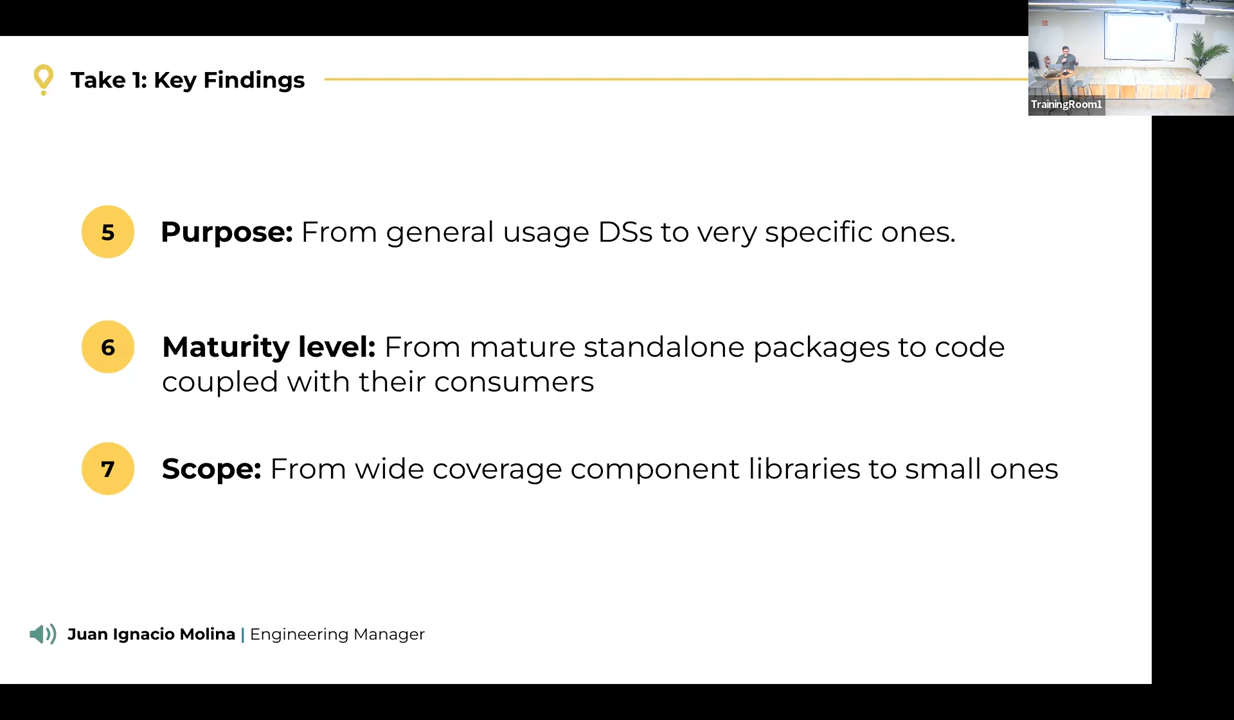 Take 1: Key Findings
TrainingRoom1
5
Purpose: From general usage DSs to very specific ones.
6
Maturity level: From mature standalone packages to code
coupled with their consumers
7
Scope: From wide coverage component libraries to small ones
Juan Ignacio Molina | Engineering Manager